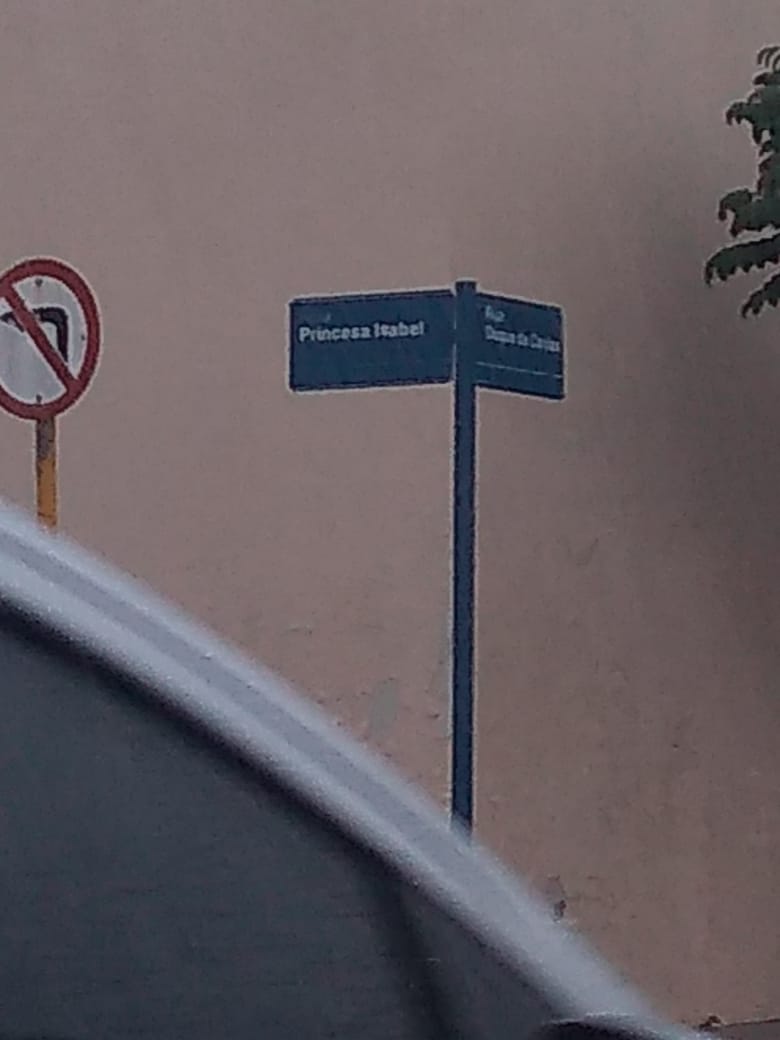 Princesa Isabel
Rua
Duque de Caxias